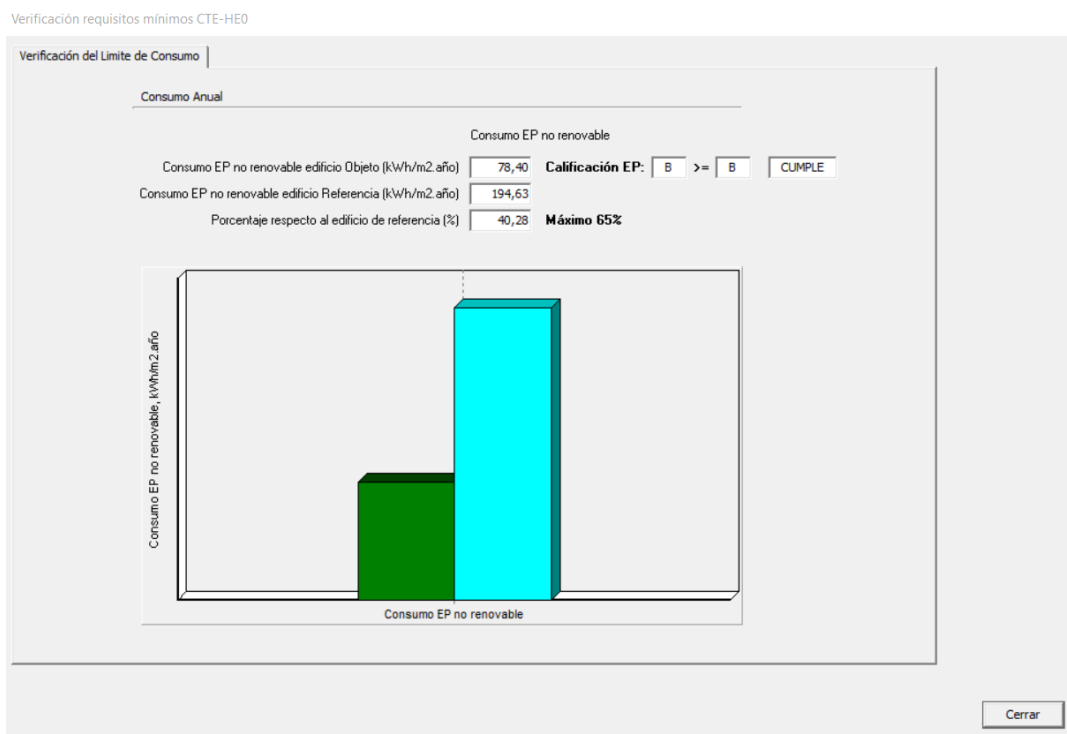 Verificación requisitos mínimos CTE-HE0
Verificación del Limite de Consumo
Consumo Anual
Consumo EP no renovable
Consumo EP no renovable edificio Objeto (kWh/m2.año) 78,40 Calificación EP: B >= B CUMPLE
Consumo EP no renovable edificio Referencia (kWh/m2.año) 194,63
Porcentaje respecto al edificio de referencia (%) 40,28 Máximo 65%
Consumo EP no renovable, kWh/m2.año
Consumo EP no renovable
Cerrar